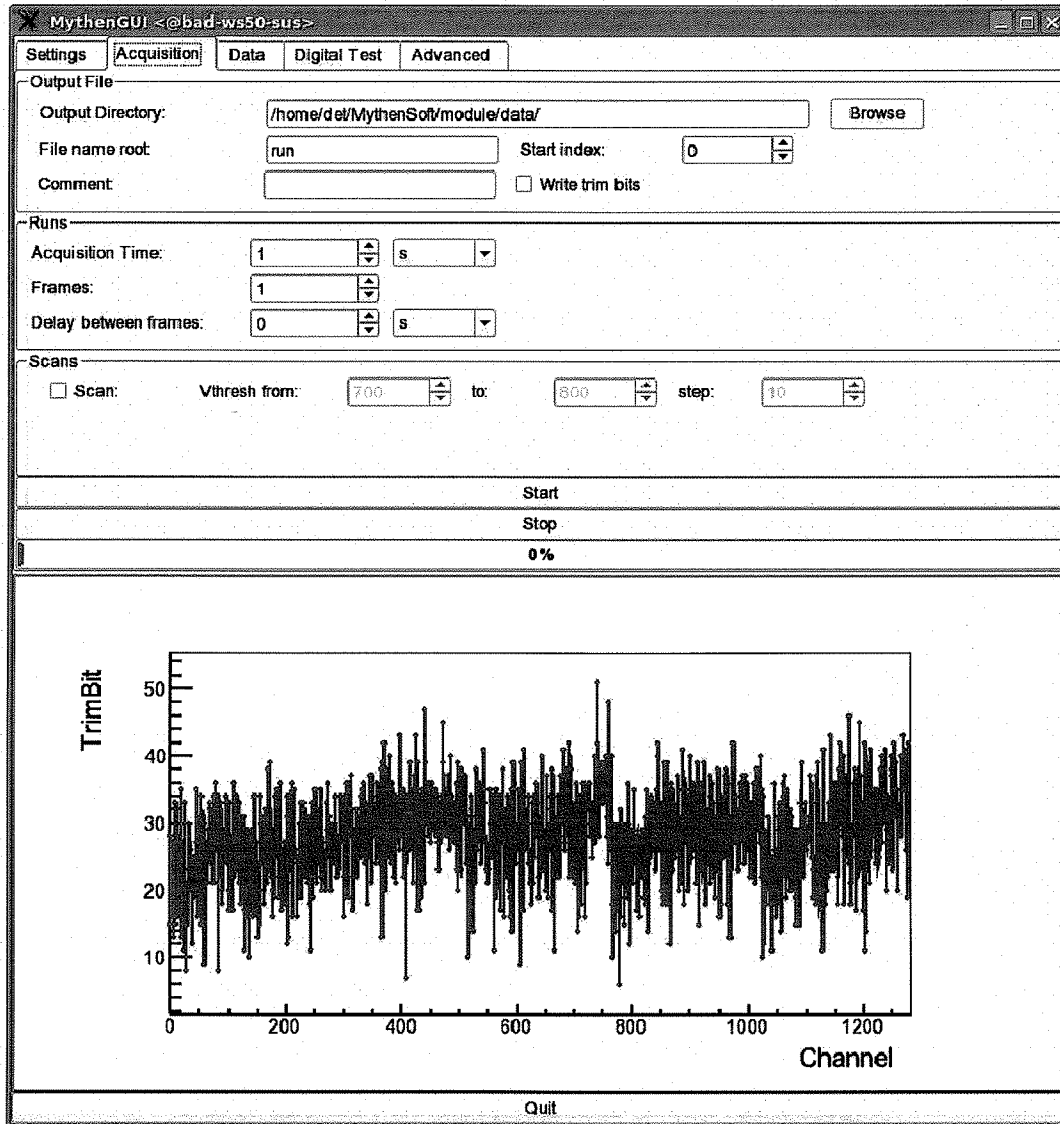 MythenGUI <@bad-ws50-sus>
Settings Acquisition Data Digital Test Advanced
Output File
Output Directory: /home/det/MythenSoft/module/data/ Browse
File name root: run Start index: 0
Comment: Write trim bits
Runs
Acquisition Time: 1 s
Frames: 1
Delay between frames: 0 s
Scans
Scan: Vthresh from: 700 to: 800 step: 10
Start
Stop
0%
TrimBit
50
40
30
20
10
0 200 400 600 800 1000 1200
Channel
Quit